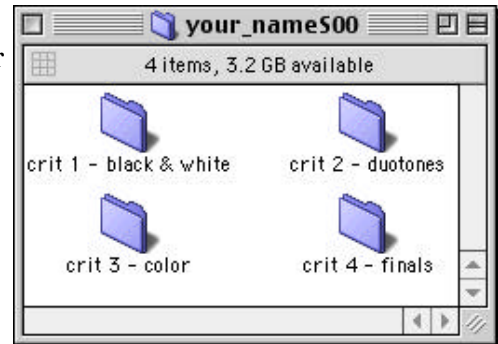 your_nameS00
4 items, 3.2 GB available
crit 1 - black & white
crit 2 - duotones
crit 3 - color
crit 4 - finals